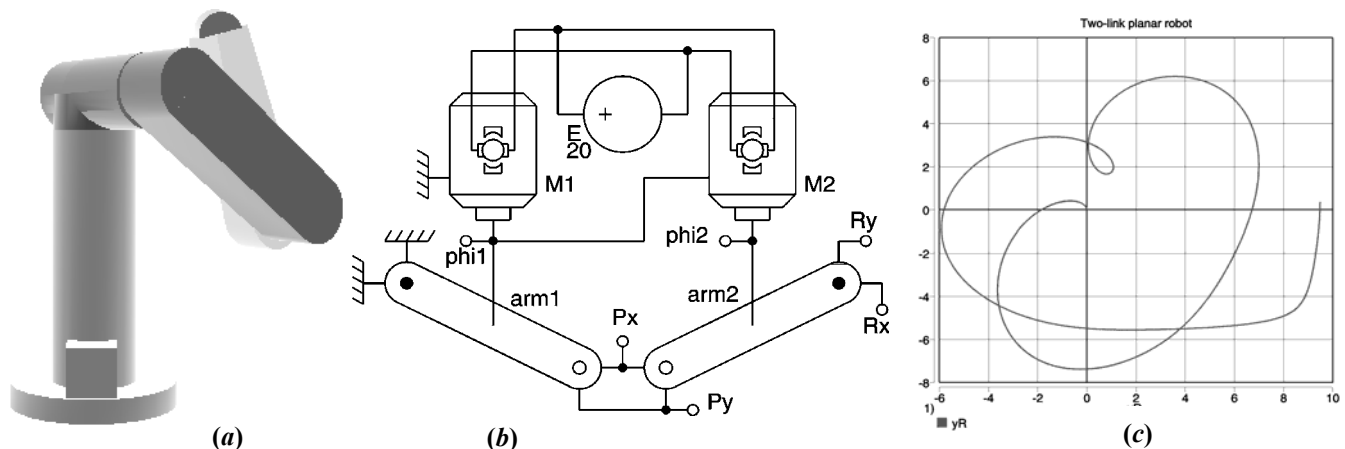 (a)
E
20
+
M1
M2
phi1
phi2
Ry
arm1
arm2
Px
Rx
Py
(b)
Two-link planar robot
8
6
4
2
0
-2
-4
-6
-8
-6 -4 -2 0 2 4 6 8 10
1)
yR
(c)